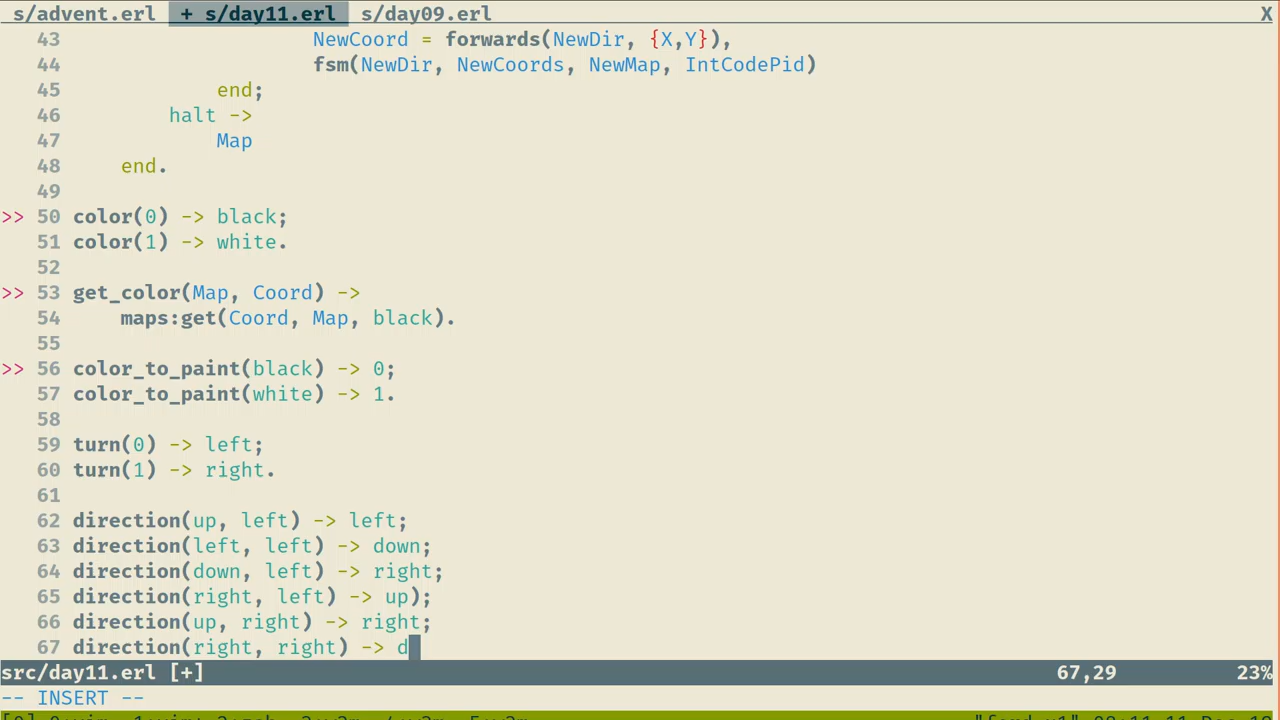 s/advent.erl + s/day11.erl s/day09.erl X
43 NewCoord = forwards(NewDir, {X,Y}),
44 fsm(NewDir, NewCoords, NewMap, IntCodePid)
45 end;
46 halt ->
47 Map
48 end.
49
>> 50 color(0) -> black;
51 color(1) -> white.
52
>> 53 get_color(Map, Coord) ->
54 maps:get(Coord, Map, black).
55
>> 56 color_to_paint(black) -> 0;
57 color_to_paint(white) -> 1.
58
59 turn(0) -> left;
60 turn(1) -> right.
61
62 direction(up, left) -> left;
63 direction(left, left) -> down;
64 direction(down, left) -> right;
65 direction(right, left) -> up);
66 direction(up, right) -> right;
67 direction(right, right) -> d
src/day11.erl [+] 67,29 23%
-- INSERT --